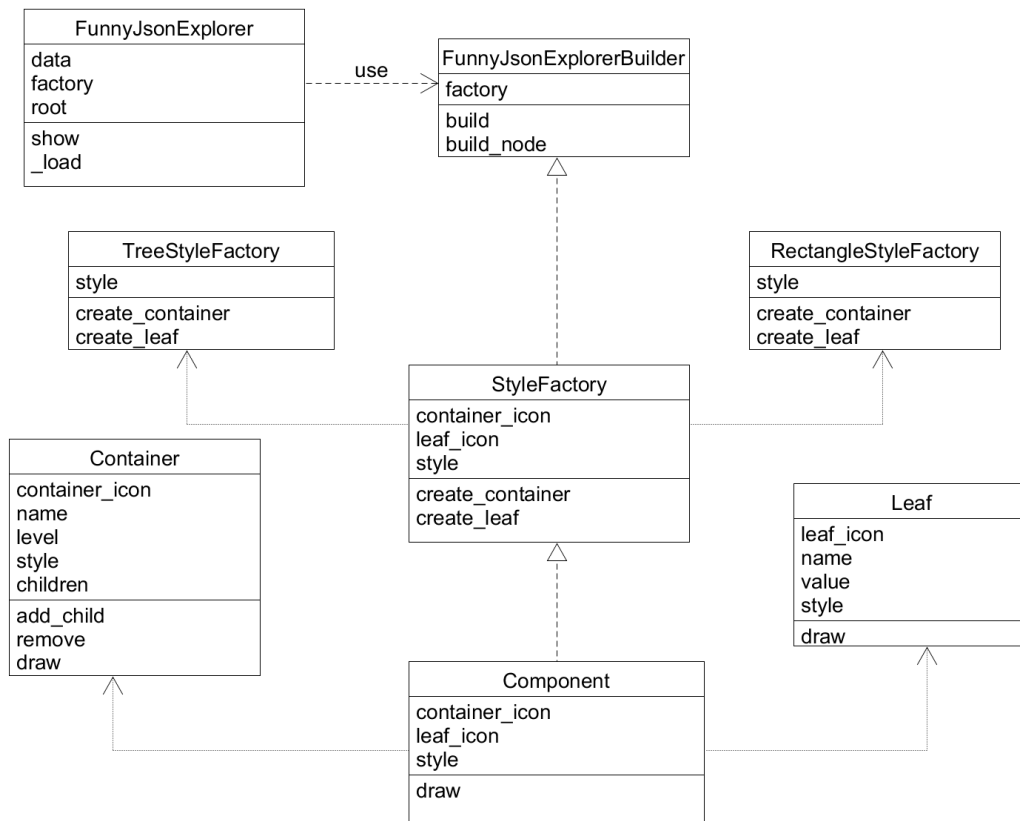 FunnyJsonExplorer
data
factory
root
show
_load
use
FunnyJsonExplorerBuilder
factory
build
build_node
TreeStyleFactory
style
create_container
create_leaf
RectangleStyleFactory
style
create_container
create_leaf
StyleFactory
container_icon
leaf_icon
style
create_container
create_leaf
Container
container_icon
name
level
style
children
add_child
remove
draw
Leaf
leaf_icon
name
value
style
draw
Component
container_icon
leaf_icon
style
draw